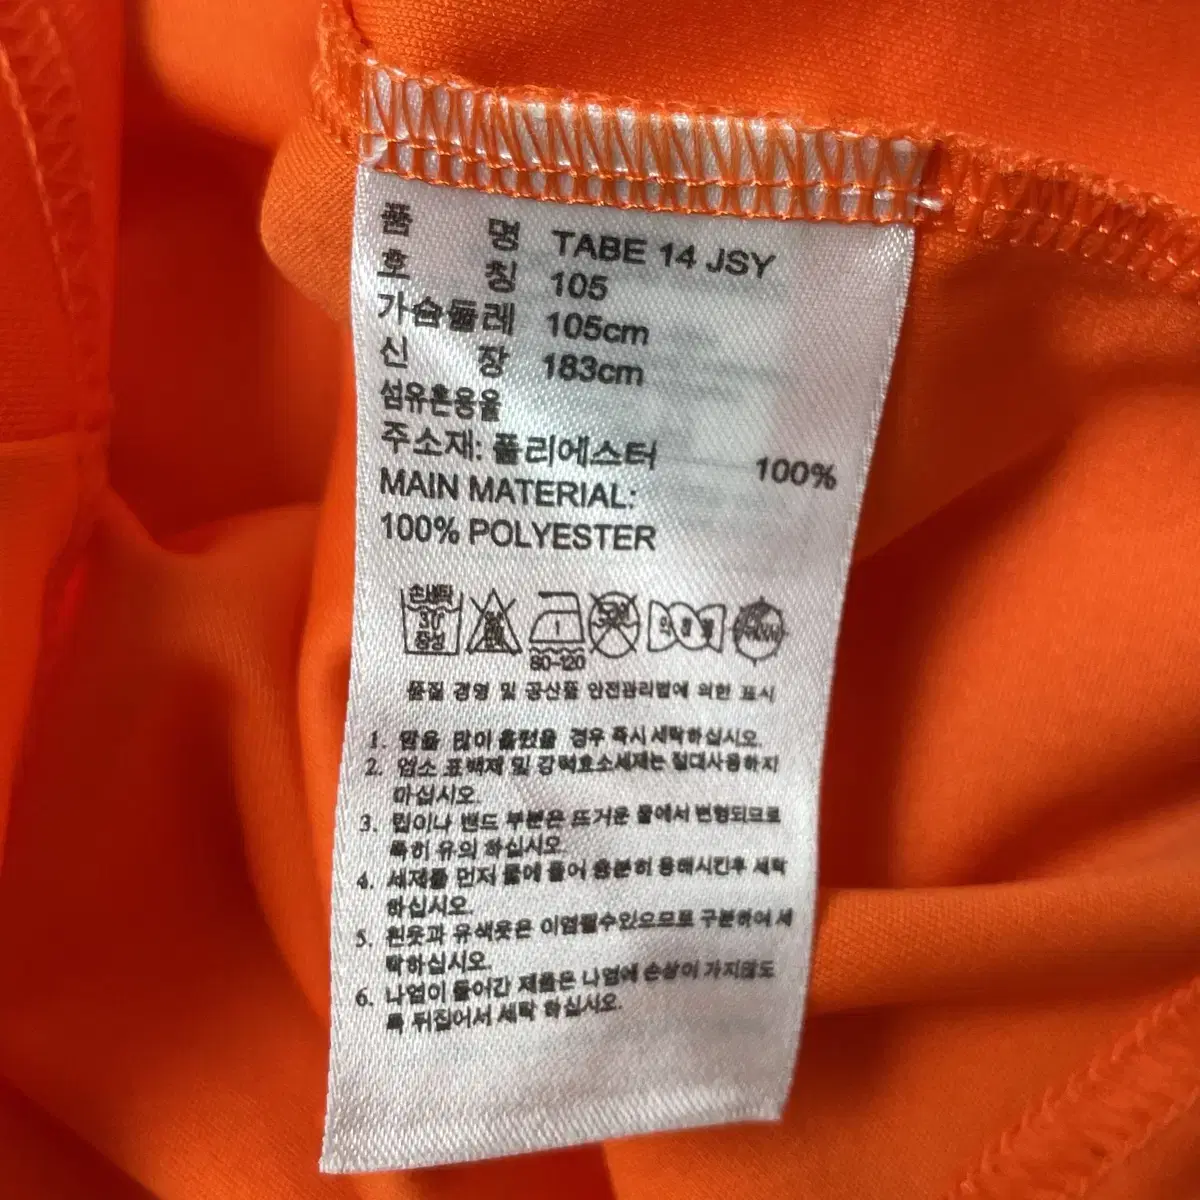 품 명 TABE 14 JSY
호 칭 105
가슴둘레 105cm
신 장 183cm
섬유혼용율
주소재: 폴리에스터 100%
MAIN MATERIAL:
100% POLYESTER
손세탁
30°
중성
80-120
품질 경영 및 공산품 안전관리법에 의한 표시
1. 땀을 많이 흘렸을 경우 즉시 세탁하십시오.
2. 염소 표백제 및 강력효소세제는 절대사용하지
마십시오.
3. 립이나 밴드 부분은 뜨거운 물에서 변형되므로
특히 유의 하십시오.
4. 세제를 먼저 물에 풀어 충분히 용해시킨후 세탁
하십시오.
5. 흰옷과 유색옷은 이염될수있으므로 구분하여 세
탁하십시오.
6. 나염이 들어간 제품은 나염에 손상이 가지않도
록 뒤집어서 세탁 하십시오.